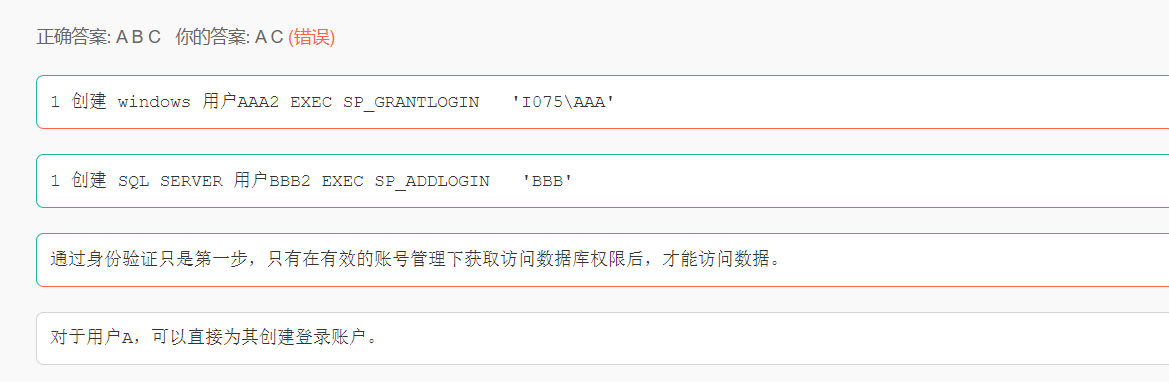 正确答案: A B C 你的答案: A C (错误)
1 创建 windows 用户AAA2 EXEC SP_GRANTLOGIN 'I075\AAA'
1 创建 SQL SERVER 用户BBB2 EXEC SP_ADDLOGIN 'BBB'
通过身份验证只是第一步，只有在有效的账号管理下获取访问数据库权限后，才能访问数据。
对于用户A，可以直接为其创建登录账户。